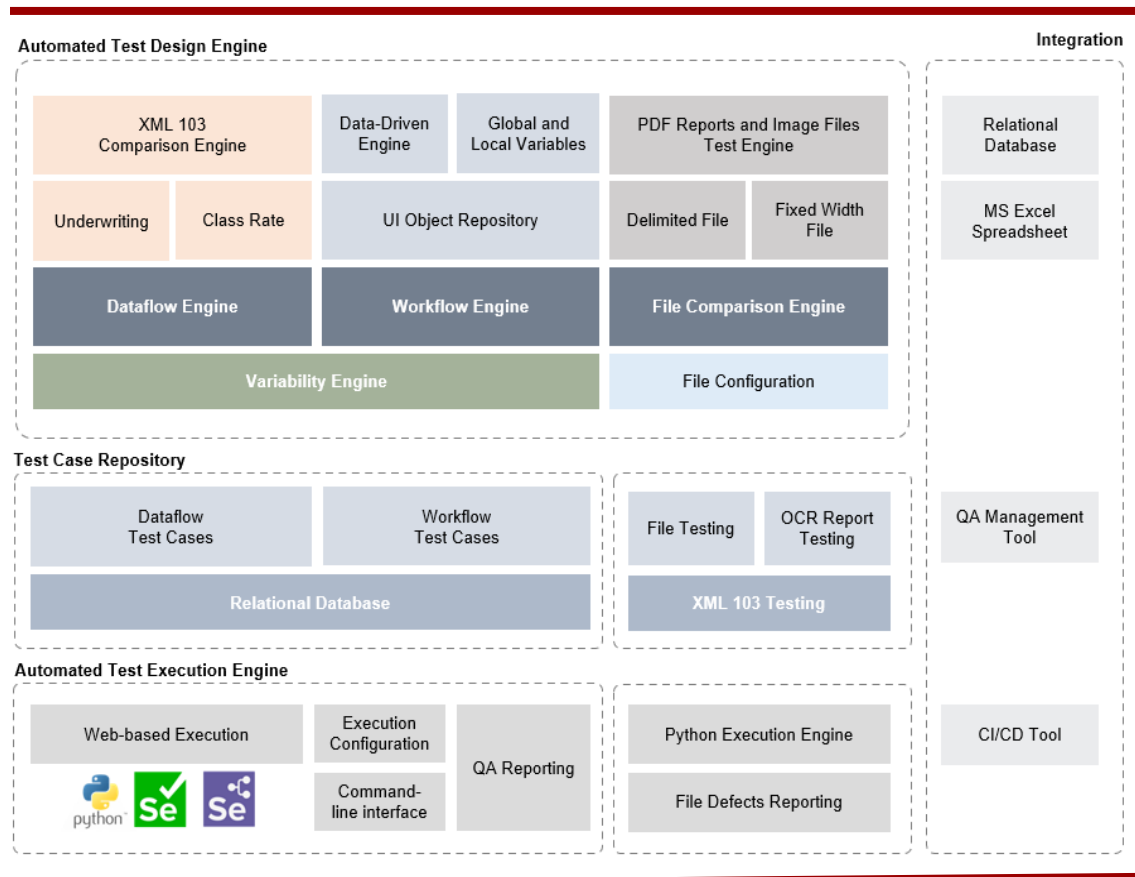 Automated Test Design Engine
Integration
XML 103
Comparison Engine
Data-Driven
Engine
Global and
Local Variables
PDF Reports and Image Files
Test Engine
Relational
Database
Underwriting
Class Rate
UI Object Repository
Delimited File
Fixed Width
File
MS Excel
Spreadsheet
Dataflow Engine
Workflow Engine
File Comparison Engine
Variability Engine
File Configuration
Test Case Repository
Dataflow
Test Cases
Workflow
Test Cases
File Testing
OCR Report
Testing
QA Management
Tool
Relational Database
XML 103 Testing
Automated Test Execution Engine
Web-based Execution
Execution
Configuration
QA Reporting
Python Execution Engine
CI/CD Tool
python™
Se
Se
Command-
line interface
File Defects Reporting